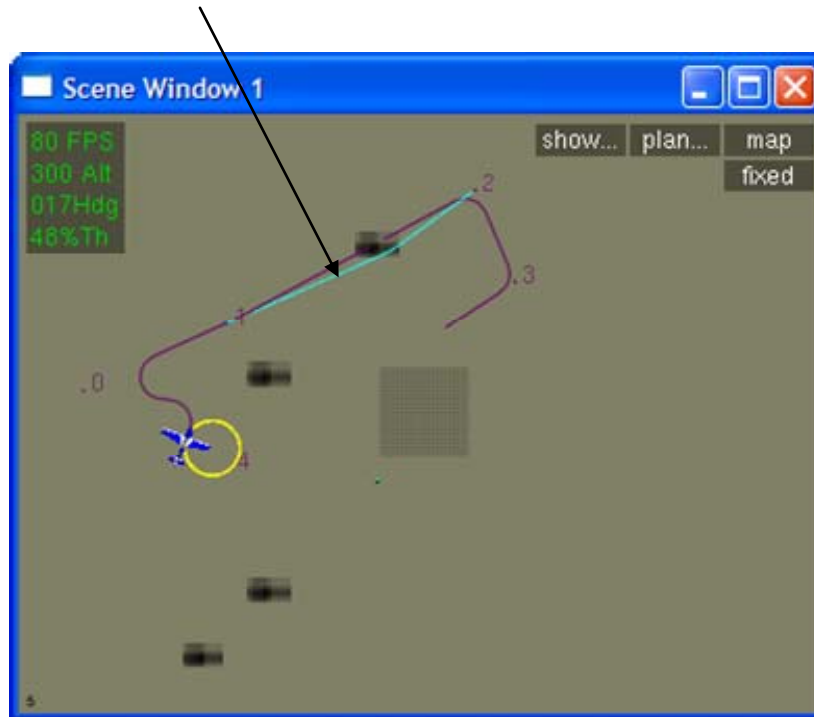 Scene Window 1
80 FPS
300 Alt
017Hdg
48%Th
show... plan... map
fixed
.2
.3
1
.0
4
5